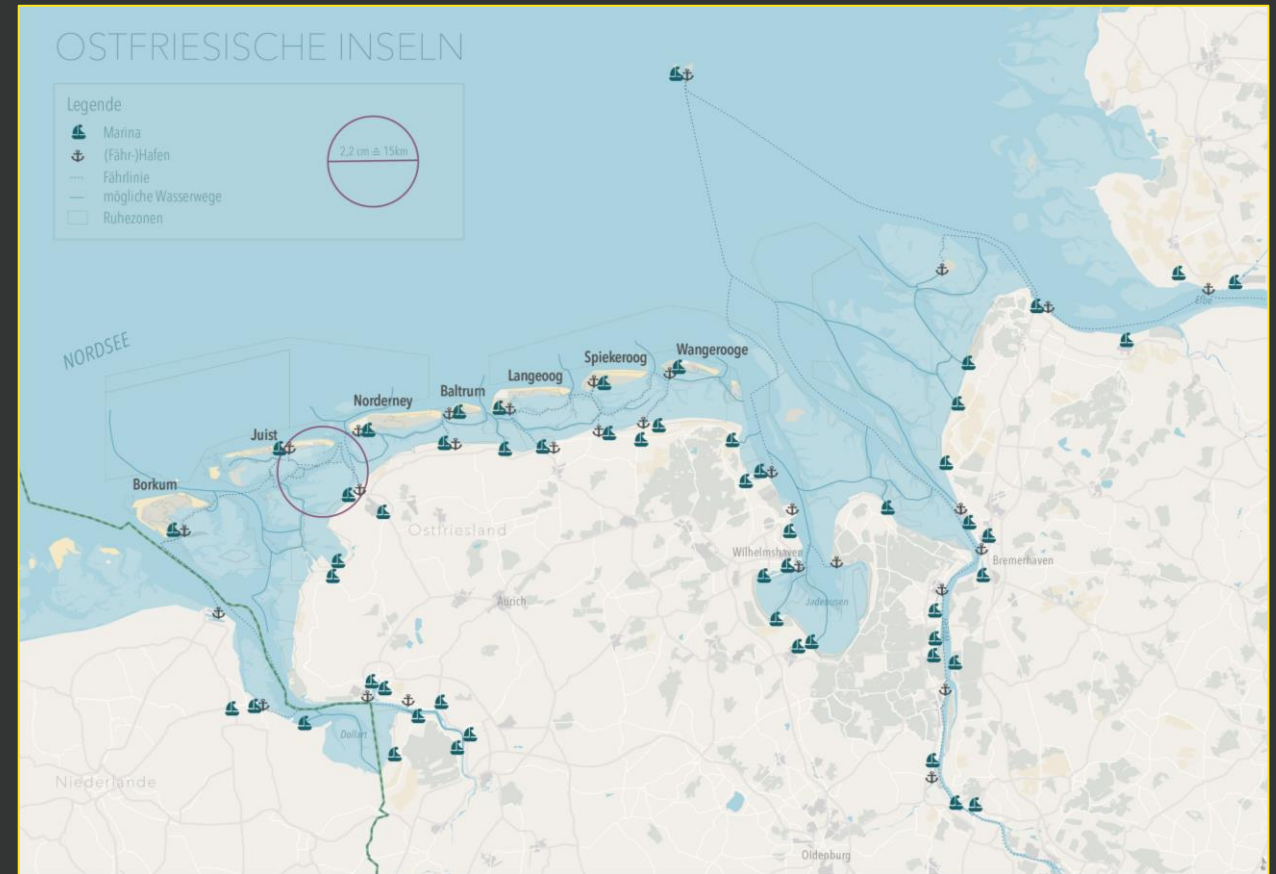 OSTFRIESISCHE INSELN
Legende
Marina
(Fähr-)Hafen
Fährlinie
mögliche Wasserwege
Ruhezonen
2,2 cm ≙ 15km
NORDSEE
Elbe
Wangerooge
Spiekeroog
Langeoog
Baltrum
Norderney
Juist
Borkum
Ostfriesland
Wilhelmshaven
Bremerhaven
Aurich
Jadebusen
Dollart
Niederlande
Oldenburg